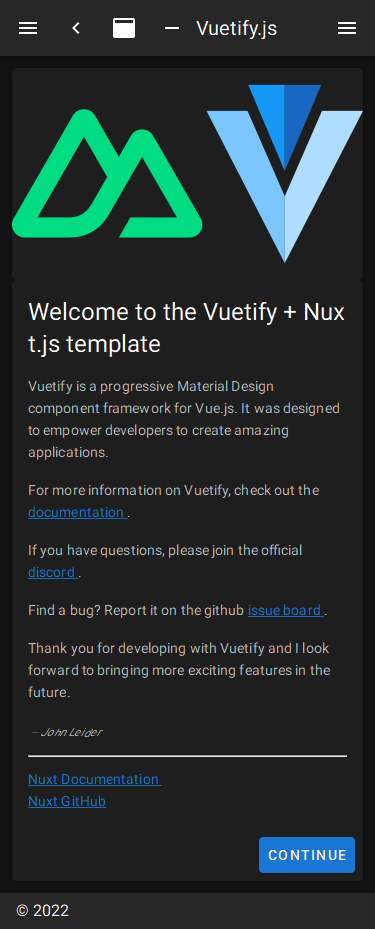 Vuetify.js
Welcome to the Vuetify + Nux
t.js template
Vuetify is a progressive Material Design
component framework for Vue.js. It was designed
to empower developers to create amazing
applications.
For more information on Vuetify, check out the
documentation .
If you have questions, please join the official
discord .
Find a bug? Report it on the github issue board .
Thank you for developing with Vuetify and I look
forward to bringing more exciting features in the
future.
— John Leider
Nuxt Documentation
Nuxt GitHub
CONTINUE
© 2022